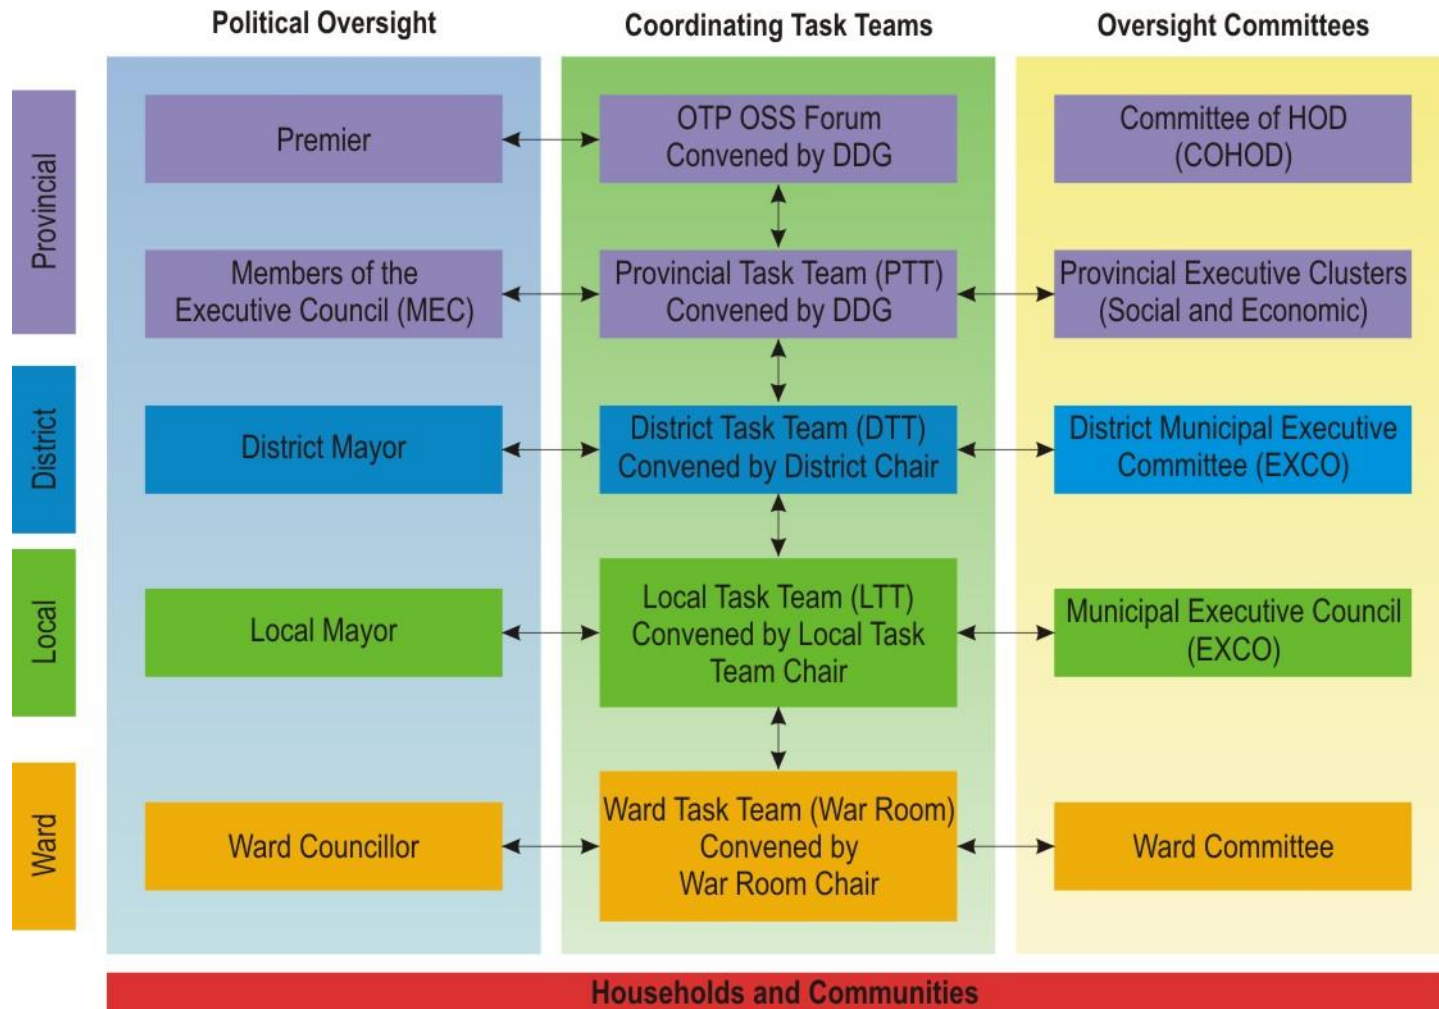 Political Oversight
Coordinating Task Teams
Oversight Committees
Provincial
Premier
OTP OSS Forum
Convened by DDG
Committee of HOD
(COHOD)
Members of the
Executive Council (MEC)
Provincial Task Team (PTT)
Convened by DDG
Provincial Executive Clusters
(Social and Economic)
District
District Mayor
District Task Team (DTT)
Convened by District Chair
District Municipal Executive
Committee (EXCO)
Local
Local Mayor
Local Task Team (LTT)
Convened by Local Task
Team Chair
Municipal Executive Council
(EXCO)
Ward
Ward Councillor
Ward Task Team (War Room)
Convened by
War Room Chair
Ward Committee
Households and Communities